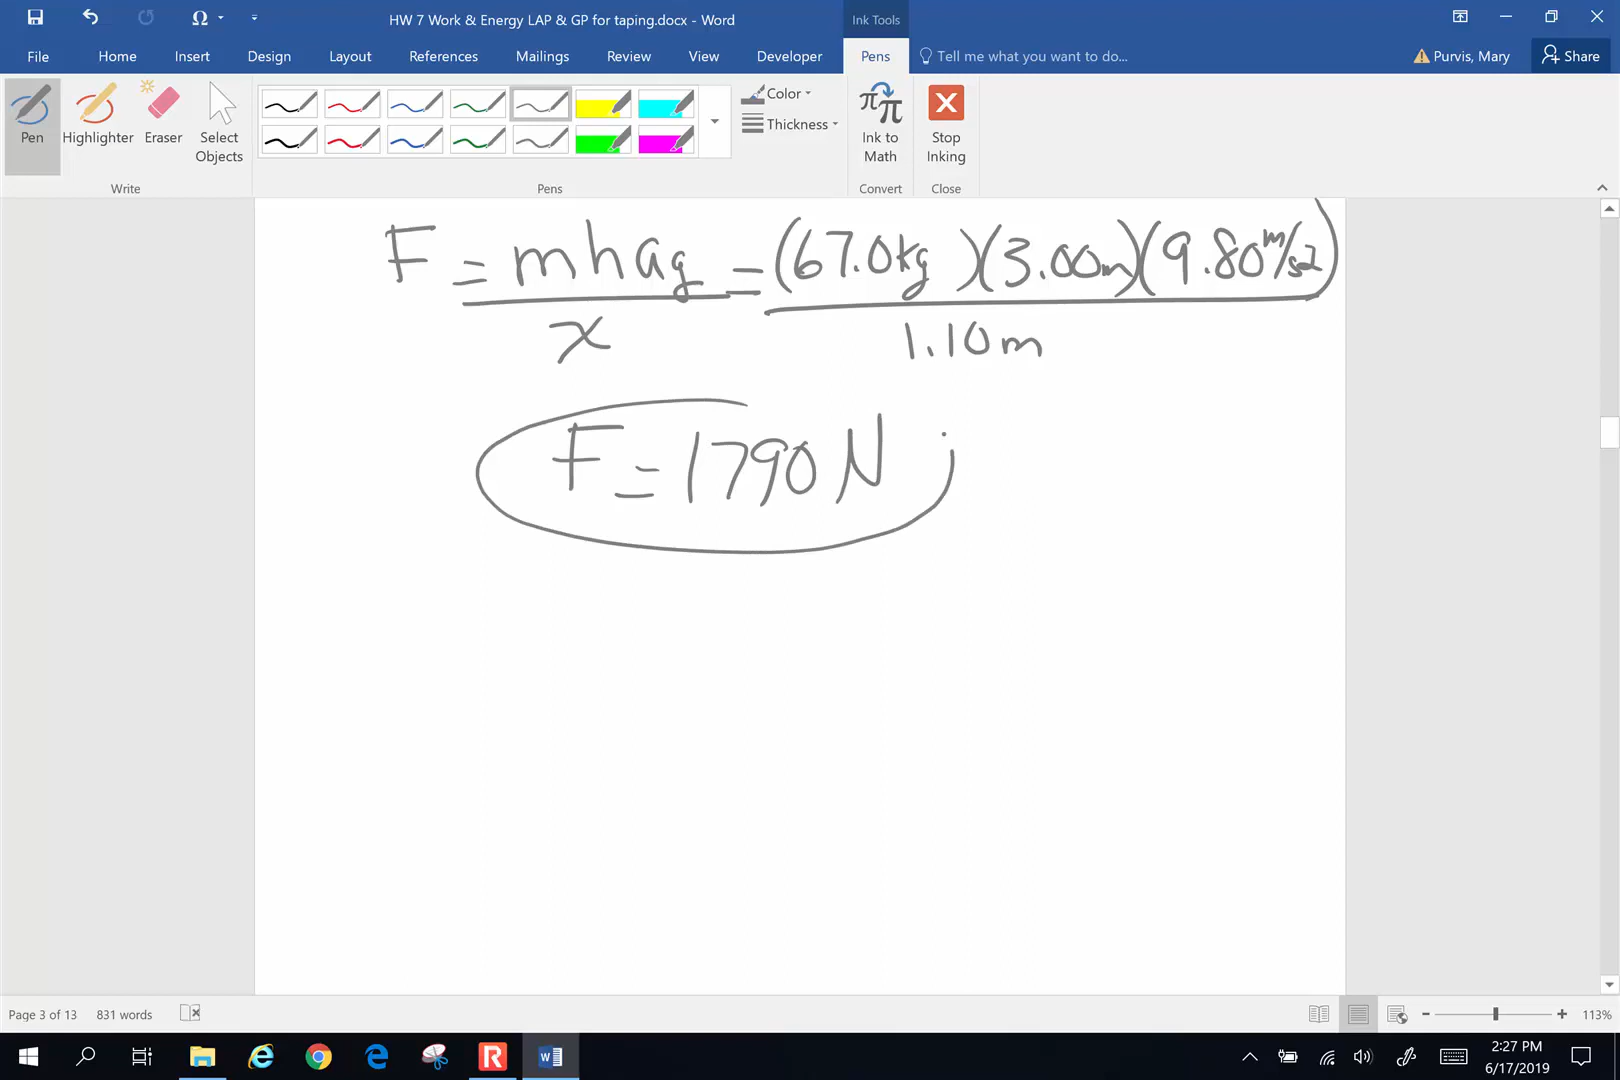 HW 7 Work & Energy LAP & GP for taping.docx - Word
Ink Tools
File Home Insert Design Layout References Mailings Review View Developer Pens Tell me what you want to do... Purvis, Mary Share
Pen Highlighter Eraser Select Objects
Color
Thickness
Ink to Math
Stop Inking
Write Pens Convert Close
F = mhag/x = (67.0kg)(3.00m)(9.80m/s2)/1.10m
F = 1790 N
Page 3 of 13 831 words
113%
2:27 PM
6/17/2019